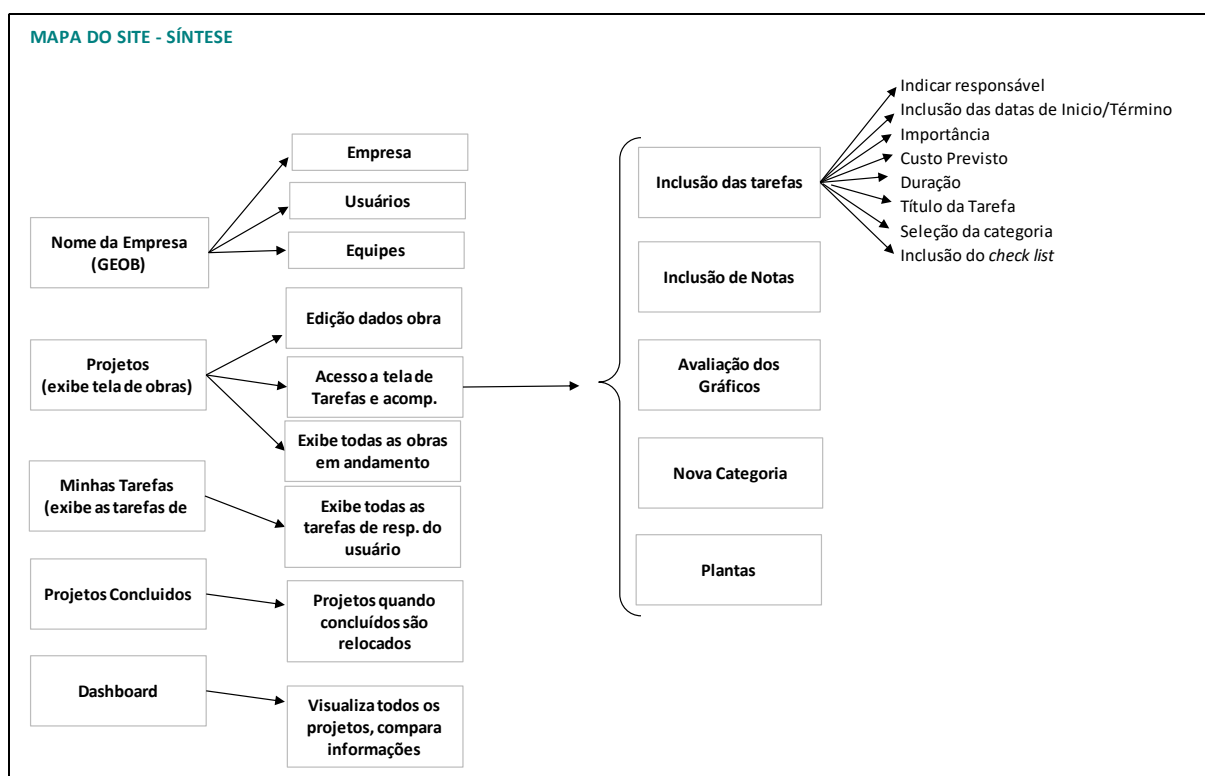 MAPA DO SITE - SÍNTESE
Nome da Empresa
(GEOB)
Empresa
Usuários
Equipes
Projetos
(exibe tela de obras)
Edição dados obra
Acesso a tela de
Tarefas e acomp.
Exibe todas as obras
em andamento
Minhas Tarefas
(exibe as tarefas de
Exibe todas as
tarefas de resp. do
usuário
Projetos Concluidos
Projetos quando
concluídos são
relocados
Dashboard
Visualiza todos os
projetos, compara
informações
Inclusão das tarefas
Inclusão de Notas
Avaliação dos
Gráficos
Nova Categoria
Plantas
Indicar responsável
Inclusão das datas de Inicio/Término
Importância
Custo Previsto
Duração
Título da Tarefa
Seleção da categoria
Inclusão do check list